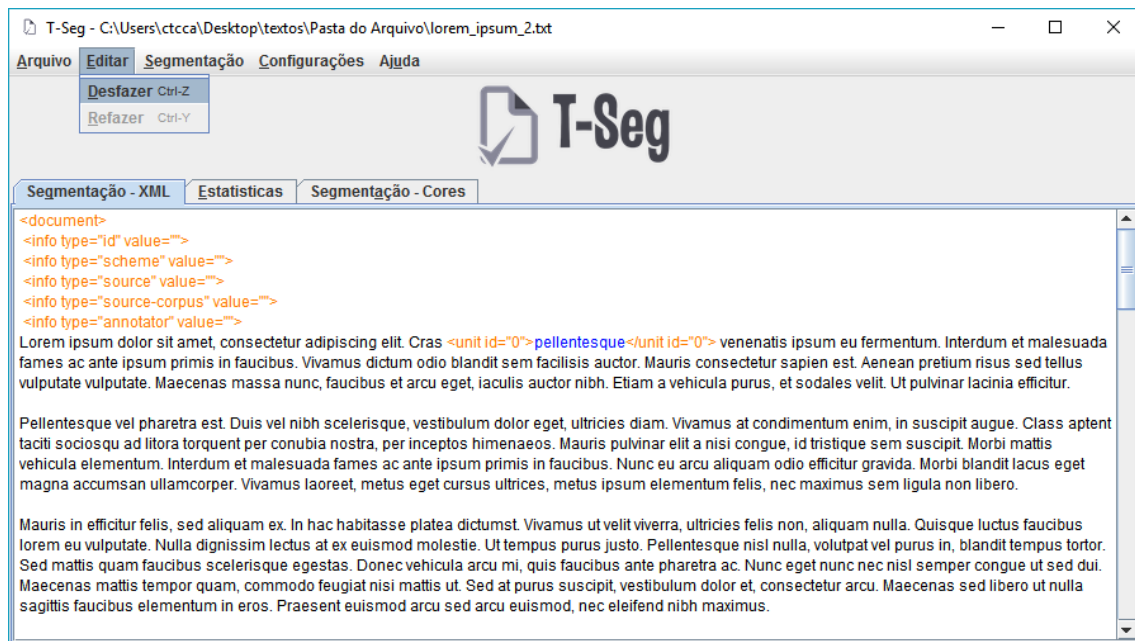 T-Seg - C:\Users\ctcca\Desktop\textos\Pasta do Arquivo\lorem_ipsum_2.txt
Arquivo Editar Segmentação Configurações Ajuda
Desfazer Ctrl-Z
Refazer Ctrl-Y
T-Seg
Segmentação - XML Estatisticas Segmentação - Cores
<document>
<info type="id" value="">
<info type="scheme" value="">
<info type="source" value="">
<info type="source-corpus" value="">
<info type="annotator" value="">
Lorem ipsum dolor sit amet, consectetur adipiscing elit. Cras <unit id="0">pellentesque</unit id="0"> venenatis ipsum eu fermentum. Interdum et malesuada
fames ac ante ipsum primis in faucibus. Vivamus dictum odio blandit sem facilisis auctor. Mauris consectetur sapien est. Aenean pretium risus sed tellus
vulputate vulputate. Maecenas massa nunc, faucibus et arcu eget, iaculis auctor nibh. Etiam a vehicula purus, et sodales velit. Ut pulvinar lacinia efficitur.
Pellentesque vel pharetra est. Duis vel nibh scelerisque, vestibulum dolor eget, ultricies diam. Vivamus at condimentum enim, in suscipit augue. Class aptent
taciti sociosqu ad litora torquent per conubia nostra, per inceptos himenaeos. Mauris pulvinar elit a nisi congue, id tristique sem suscipit. Morbi mattis
vehicula elementum. Interdum et malesuada fames ac ante ipsum primis in faucibus. Nunc eu arcu aliquam odio efficitur gravida. Morbi blandit lacus eget
magna accumsan ullamcorper. Vivamus laoreet, metus eget cursus ultrices, metus ipsum elementum felis, nec maximus sem ligula non libero.
Mauris in efficitur felis, sed aliquam ex. In hac habitasse platea dictumst. Vivamus ut velit viverra, ultricies felis non, aliquam nulla. Quisque luctus faucibus
lorem eu vulputate. Nulla dignissim lectus at ex euismod molestie. Ut tempus purus justo. Pellentesque nisl nulla, volutpat vel purus in, blandit tempus tortor.
Sed mattis quam faucibus scelerisque egestas. Donec vehicula arcu mi, quis faucibus ante pharetra ac. Nunc eget nunc nec nisl semper congue ut sed dui.
Maecenas mattis tempor quam, commodo feugiat nisi mattis ut. Sed at purus suscipit, vestibulum dolor et, consectetur arcu. Maecenas sed libero ut nulla
sagittis faucibus elementum in eros. Praesent euismod arcu sed arcu euismod, nec eleifend nibh maximus.